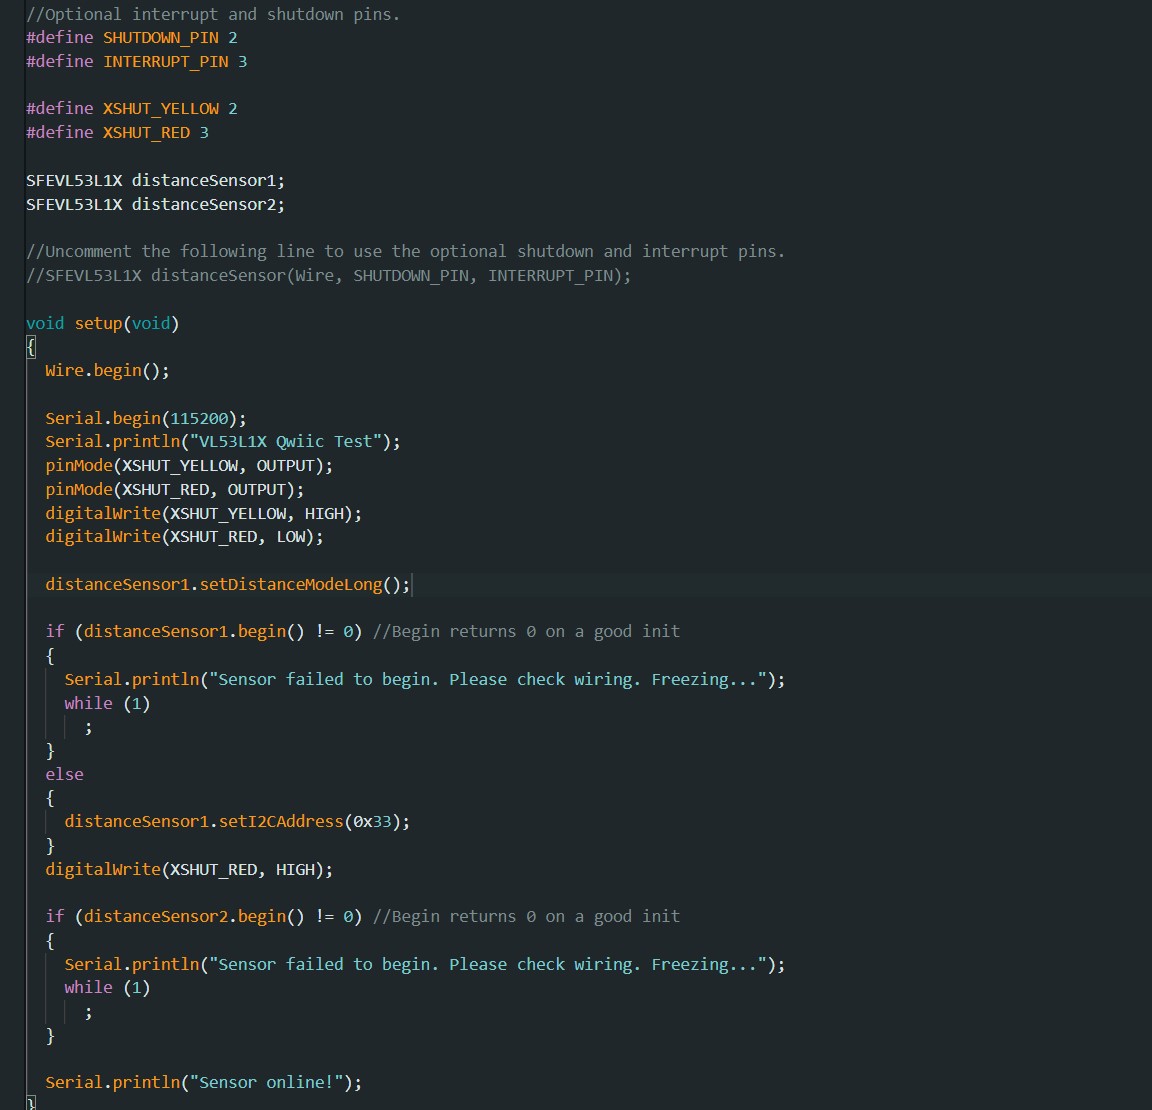 //Optional interrupt and shutdown pins.
#define SHUTDOWN_PIN 2
#define INTERRUPT_PIN 3
#define XSHUT_YELLOW 2
#define XSHUT_RED 3
SFEVL53L1X distanceSensor1;
SFEVL53L1X distanceSensor2;
//Uncomment the following line to use the optional shutdown and interrupt pins.
//SFEVL53L1X distanceSensor(Wire, SHUTDOWN_PIN, INTERRUPT_PIN);
void setup(void)
{
Wire.begin();
Serial.begin(115200);
Serial.println("VL53L1X Qwiic Test");
pinMode(XSHUT_YELLOW, OUTPUT);
pinMode(XSHUT_RED, OUTPUT);
digitalWrite(XSHUT_YELLOW, HIGH);
digitalWrite(XSHUT_RED, LOW);
distanceSensor1.setDistanceModeLong();
if (distanceSensor1.begin() != 0) //Begin returns 0 on a good init
{
Serial.println("Sensor failed to begin. Please check wiring. Freezing...");
while (1)
;
}
else
{
distanceSensor1.setI2CAddress(0x33);
}
digitalWrite(XSHUT_RED, HIGH);
if (distanceSensor2.begin() != 0) //Begin returns 0 on a good init
{
Serial.println("Sensor failed to begin. Please check wiring. Freezing...");
while (1)
;
}
Serial.println("Sensor online!");
}